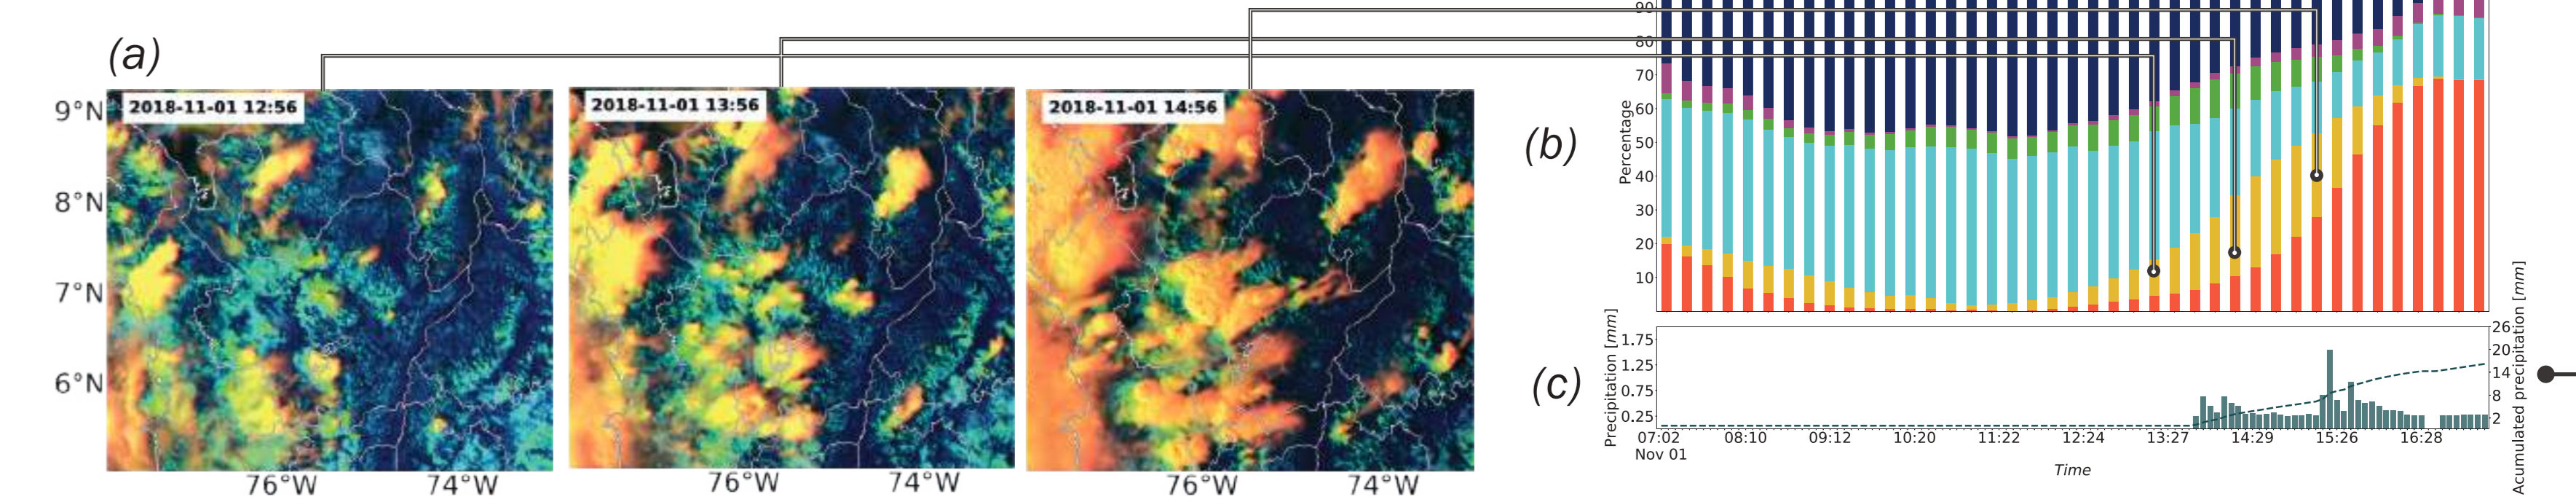 (a)
2018-11-01 12:56
2018-11-01 13:56
2018-11-01 14:56
9°N
8°N
7°N
6°N
76°W 74°W
76°W 74°W
76°W 74°W
(b)
Percentage
90
80
70
60
50
40
30
20
10
(c)
Precipitation [mm]
1.75
1.25
0.75
0.25
26
20
14
8
2
Acumulated precipitation [mm]
07:02 08:10 09:12 10:20 11:22 12:24 13:27 14:29 15:26 16:28
Nov 01
Time